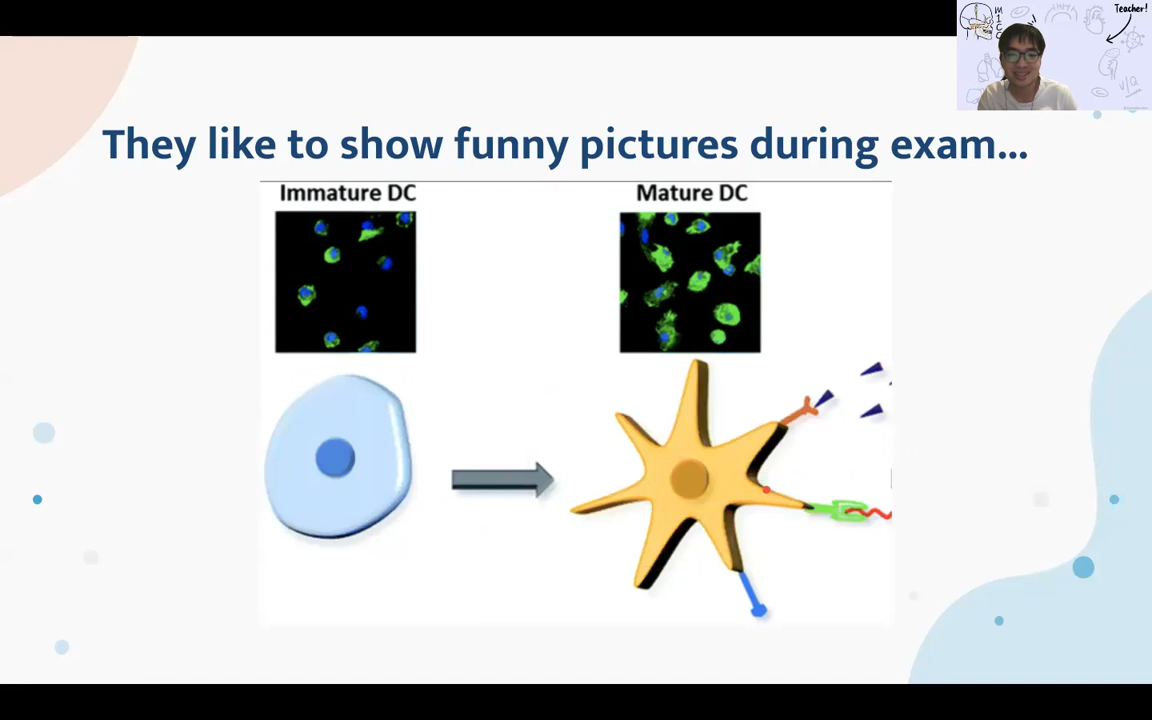 Teacher!
M
I
C
C
V/Q
They like to show funny pictures during exam...
Immature DC
Mature DC